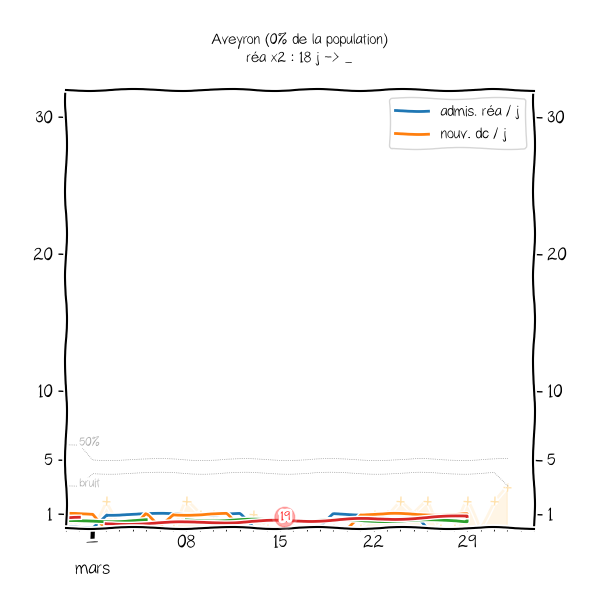 Aveyron (0% de la population)
réa x2 : 18 j -> _
admis. réa / j
nouv. dc / j
30
30
20
20
10
10
5
5
1
1
50%
bruit
19
1
08
15
22
29
mars